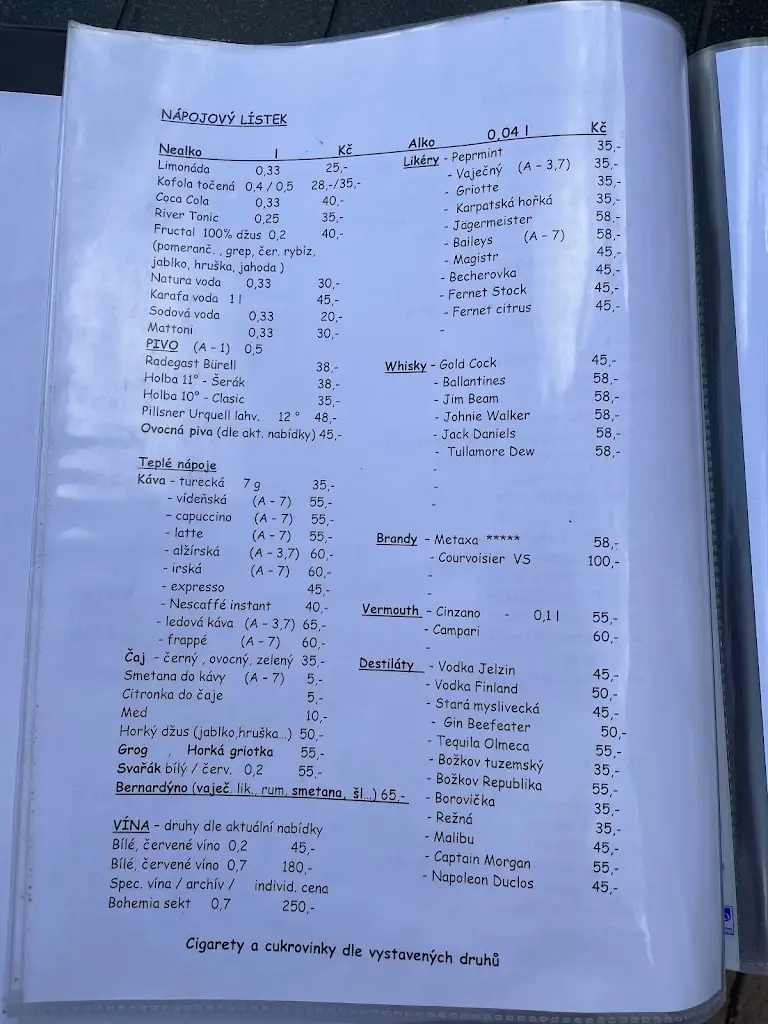 NÁPOJOVÝ LÍSTEK
Nealko l Kč
Limonáda 0,33 25,-
Kofola točená 0,4 / 0,5 28,-/35,-
Coca Cola 0,33 40,-
River Tonic 0,25 35,-
Fructal 100% džus 0,2 40,-
(pomeranč. , grep, čer. rybíz,
jablko, hruška, jahoda )
Natura voda 0,33 30,-
Karafa voda 1 l 45,-
Sodová voda 0,33 20,-
Mattoni 0,33 30,-
PIVO (A – 1) 0,5
Radegast Bürell 38,-
Holba 11° - Šerák 38,-
Holba 10° - Clasic 35,-
Pillsner Urquell lahv. 12 ° 48,-
Ovocná piva (dle akt. nabídky) 45,-
Teplé nápoje
Káva - turecká 7 g 35,-
- vídeňská (A – 7) 55,-
- capuccino (A – 7) 55,-
- latte (A – 7) 55,-
- alžírská (A – 3,7) 60,-
- irská (A – 7) 60,-
- expresso 45,-
- Nescaffé instant 40,-
- ledová káva (A – 3,7) 65,-
- frappé (A – 7) 60,-
Čaj - černý , ovocný, zelený 35,-
Smetana do kávy (A – 7) 5,-
Citronka do čaje 5,-
Med 10,-
Horký džus (jablko,hruška...) 50,-
Grog , Horká griotka 55,-
Svařák bílý / červ. 0,2 55,-
Bernardýno (vaječ. lik., rum, smetana, šl...) 65,-
VÍNA - druhy dle aktuální nabídky
Bílé, červené víno 0,2 45,-
Bílé, červené víno 0,7 180,-
Spec. vína / archív / individ. cena
Bohemia sekt 0,7 250,-
Alko 0,04 l Kč
Likéry - Peprmint 35,-
- Vaječný (A – 3,7) 35,-
- Griotte 35,-
- Karpatská hořká 35,-
- Jägermeister 58,-
- Baileys (A – 7) 58,-
- Magistr 45,-
- Becherovka 45,-
- Fernet Stock 45,-
- Fernet citrus 45,-
-
Whisky - Gold Cock 45,-
- Ballantines 58,-
- Jim Beam 58,-
- Johnie Walker 58,-
- Jack Daniels 58,-
- Tullamore Dew 58,-
-
-
-
Brandy - Metaxa ***** 58,-
- Courvoisier VS 100,-
-
-
Vermouth - Cinzano - 0,1 l 55,-
- Campari 60,-
-
Destiláty - Vodka Jelzin 45,-
- Vodka Finland 50,-
- Stará myslivecká 45,-
- Gin Beefeater 50,-
- Tequila Olmeca 55,-
- Božkov tuzemský 35,-
- Božkov Republika 55,-
- Borovička 35,-
- Režná 35,-
- Malibu 45,-
- Captain Morgan 55,-
- Napoleon Duclos 45,-
Cigarety a cukrovinky dle vystavených druhů